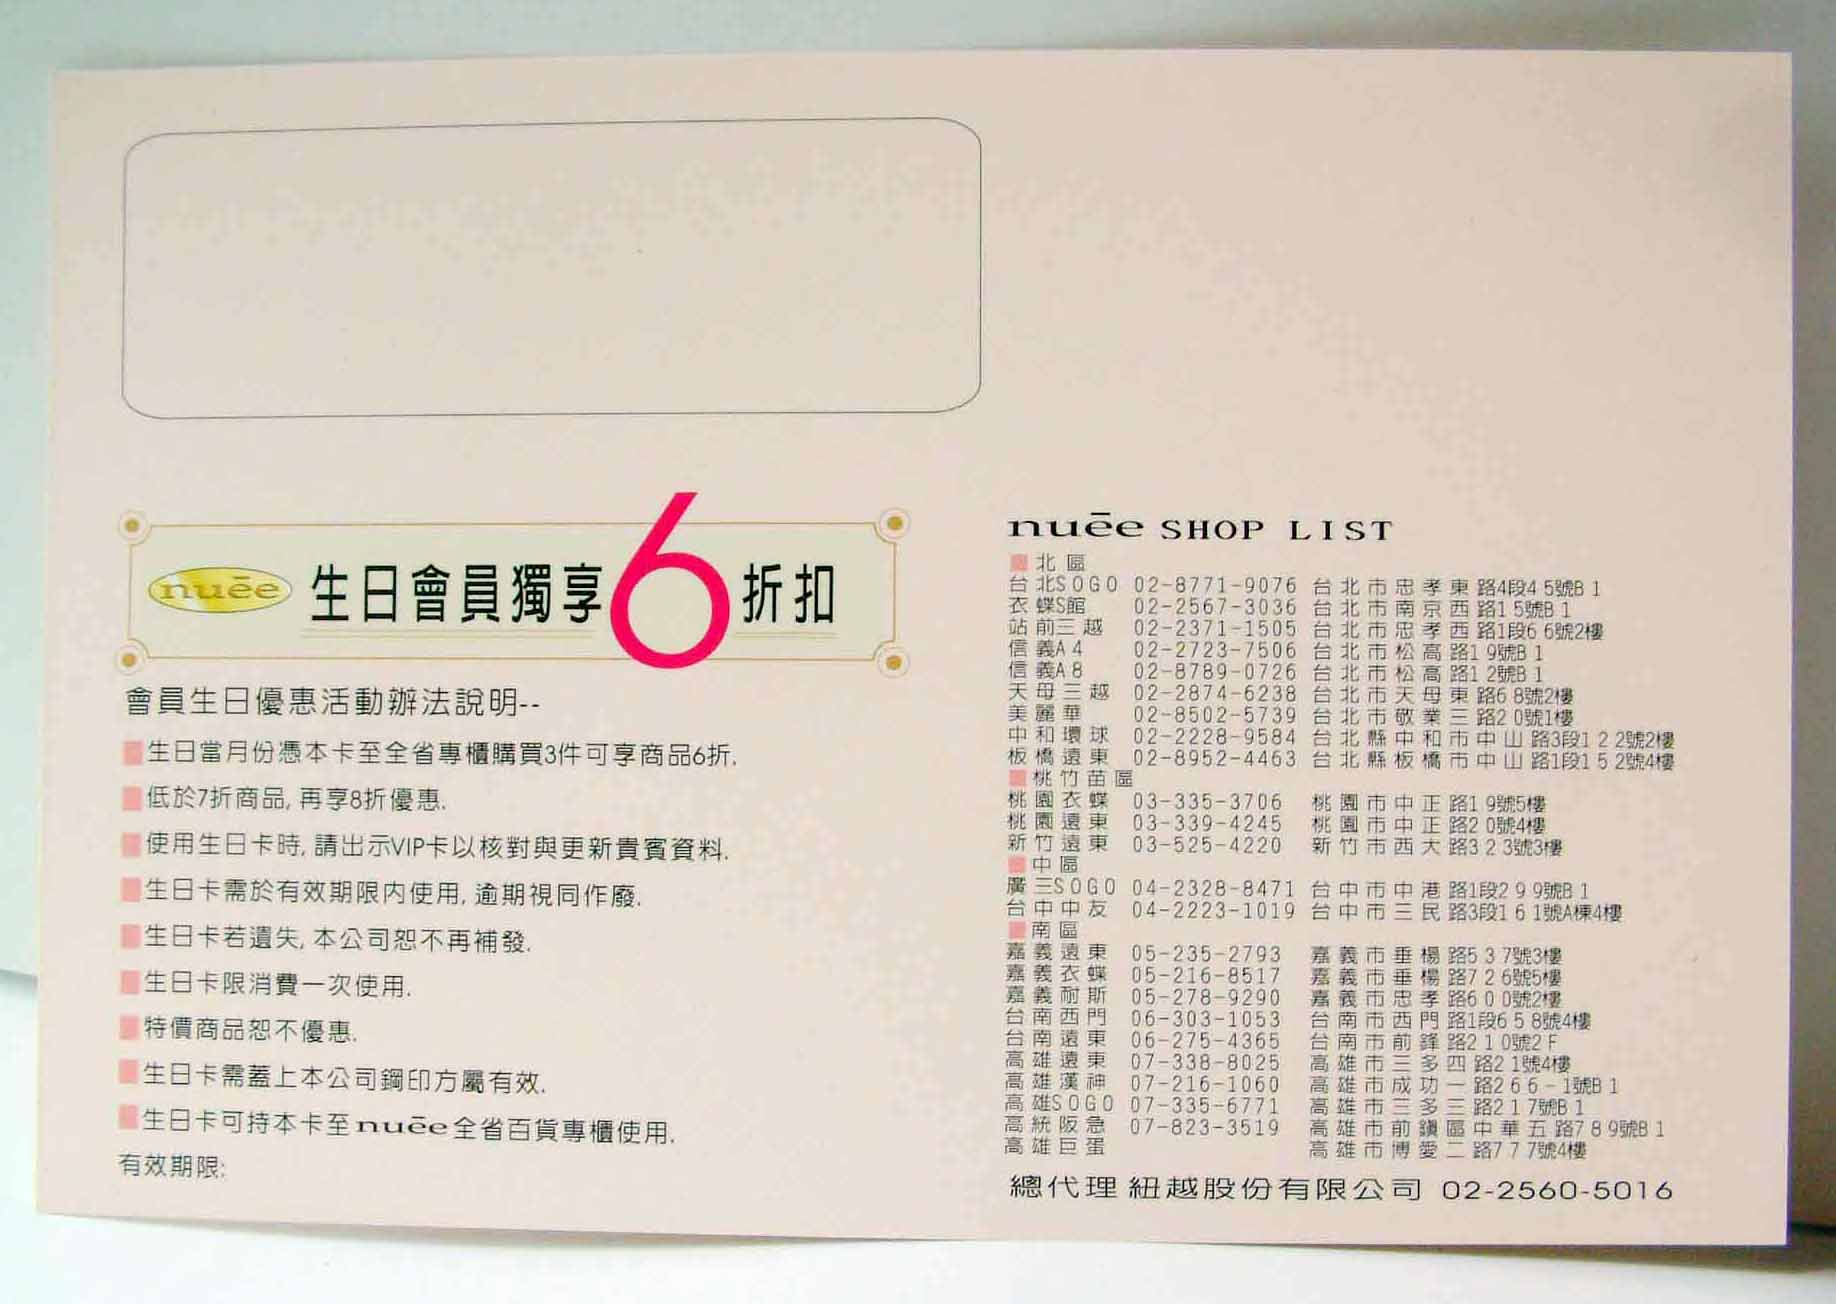 nuēe 生日會員獨享6折扣
會員生日優惠活動辦法說明--
生日當月份憑本卡至全省專櫃購買3件可享商品6折.
低於7折商品,再享8折優惠.
使用生日卡時,請出示VIP卡以核對與更新貴賓資料.
生日卡需於有效期限內使用,逾期視同作廢.
生日卡若遺失,本公司恕不再補發.
生日卡限消費一次使用.
特價商品恕不優惠.
生日卡需蓋上本公司鋼印方屬有效.
生日卡可持本卡至nuēe全省百貨專櫃使用.
有效期限:
nuēe SHOP LIST
北區
台北SOGO 02-8771-9076 台北市忠孝東路4段45號B1
衣蝶S館 02-2567-3036 台北市南京西路15號B1
站前三越 02-2371-1505 台北市忠孝西路1段66號2樓
信義A4 02-2723-7506 台北市松高路19號B1
信義A8 02-8789-0726 台北市松高路12號B1
天母三越 02-2874-6238 台北市天母東路68號2樓
美麗華 02-8502-5739 台北市敬業三路20號1樓
中和環球 02-2228-9584 台北縣中和市中山路3段122號2樓
板橋遠東 02-8952-4463 台北縣板橋市中山路1段152號4樓
桃竹苗區
桃園衣蝶 03-335-3706 桃園市中正路19號5樓
桃園遠東 03-339-4245 桃園市中正路20號4樓
新竹遠東 03-525-4220 新竹市西大路323號3樓
中區
廣三SOGO 04-2328-8471 台中市中港路1段299號B1
台中中友 04-2223-1019 台中市三民路3段161號A棟4樓
南區
嘉義遠東 05-235-2793 嘉義市垂楊路537號3樓
嘉義衣蝶 05-216-8517 嘉義市垂楊路726號5樓
嘉義耐斯 05-278-9290 嘉義市忠孝路600號2樓
台南西門 06-303-1053 台南市西門路1段658號4樓
台南遠東 06-275-4365 台南市前鋒路210號2F
高雄遠東 07-338-8025 高雄市三多四路21號4樓
高雄漢神 07-216-1060 高雄市成功一路266-1號B1
高雄SOGO 07-335-6771 高雄市三多三路217號B1
高統阪急 07-823-3519 高雄市前鎮區中華五路789號B1
高雄巨蛋 高雄市博愛二路777號4樓
總代理 紐越股份有限公司 02-2560-5016